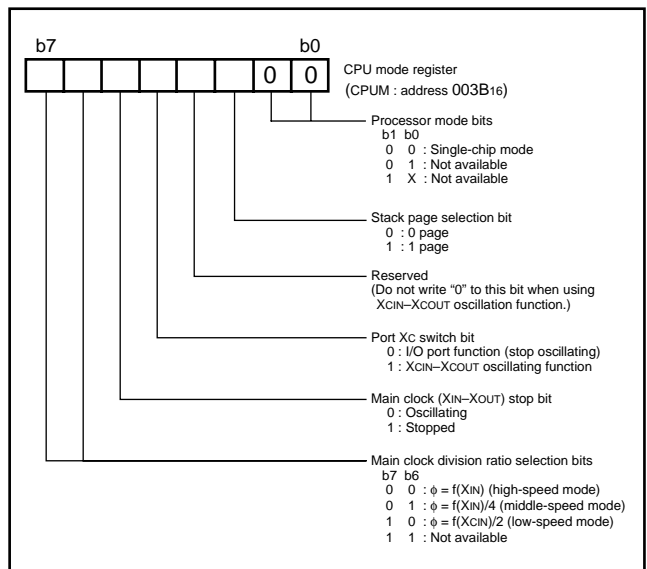 b7 b0
0 0 CPU mode register
(CPUM : address 003B16)
Processor mode bits
b1 b0
0 0 : Single-chip mode
0 1 : Not available
1 X : Not available
Stack page selection bit
0 : 0 page
1 : 1 page
Reserved
(Do not write “0” to this bit when using
XCIN–XCOUT oscillation function.)
Port XC switch bit
0 : I/O port function (stop oscillating)
1 : XCIN–XCOUT oscillating function
Main clock (XIN–XOUT) stop bit
0 : Oscillating
1 : Stopped
Main clock division ratio selection bits
b7 b6
0 0 : φ = f(XIN) (high-speed mode)
0 1 : φ = f(XIN)/4 (middle-speed mode)
1 0 : φ = f(XCIN)/2 (low-speed mode)
1 1 : Not available